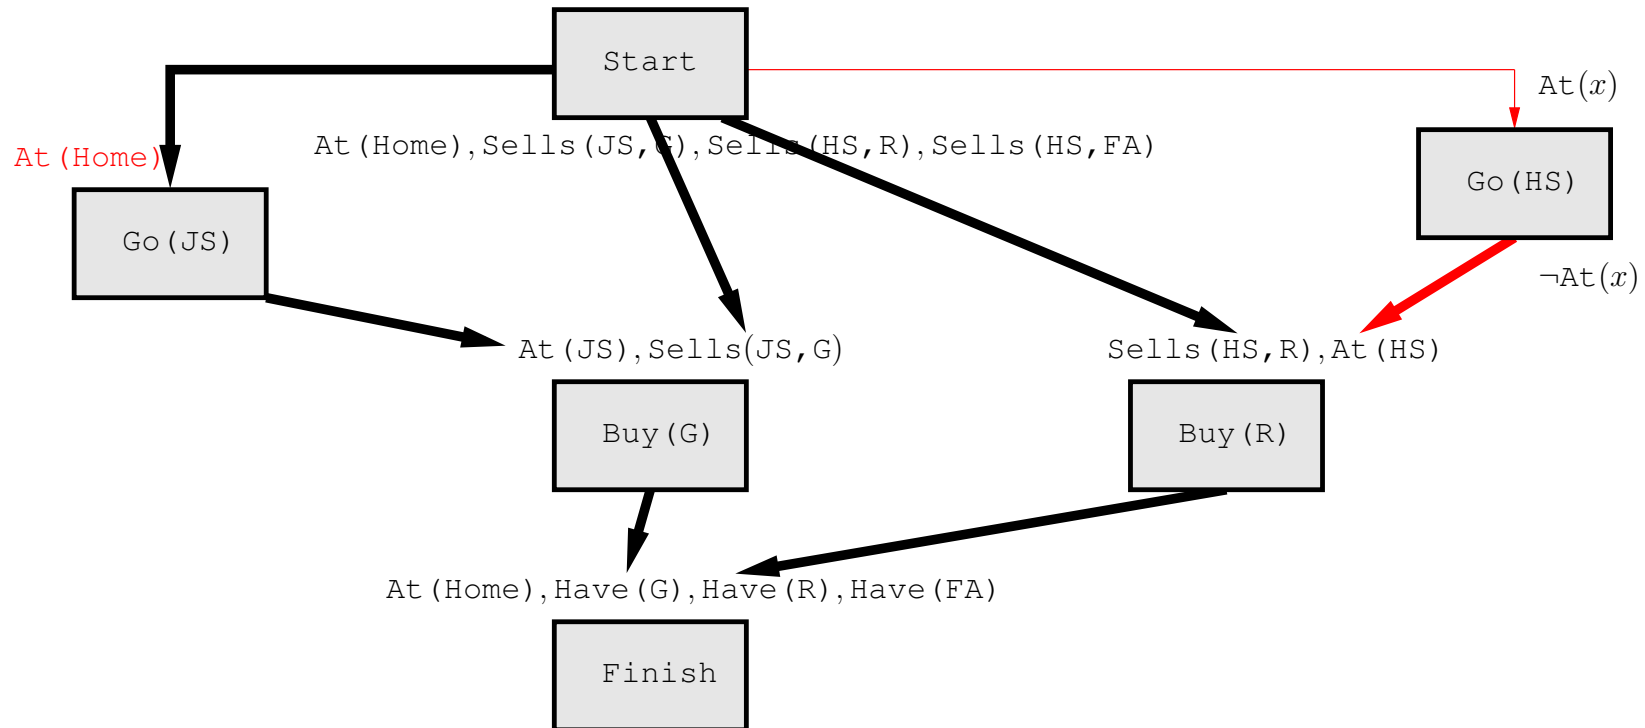 Start
At(x)
At(Home),Sells(JS,G),Sells(HS,R),Sells(HS,FA)
At(Home)
Go(HS)
Go(JS)
¬At(x)
At(JS),Sells(JS,G)
Sells(HS,R),At(HS)
Buy(G)
Buy(R)
At(Home),Have(G),Have(R),Have(FA)
Finish